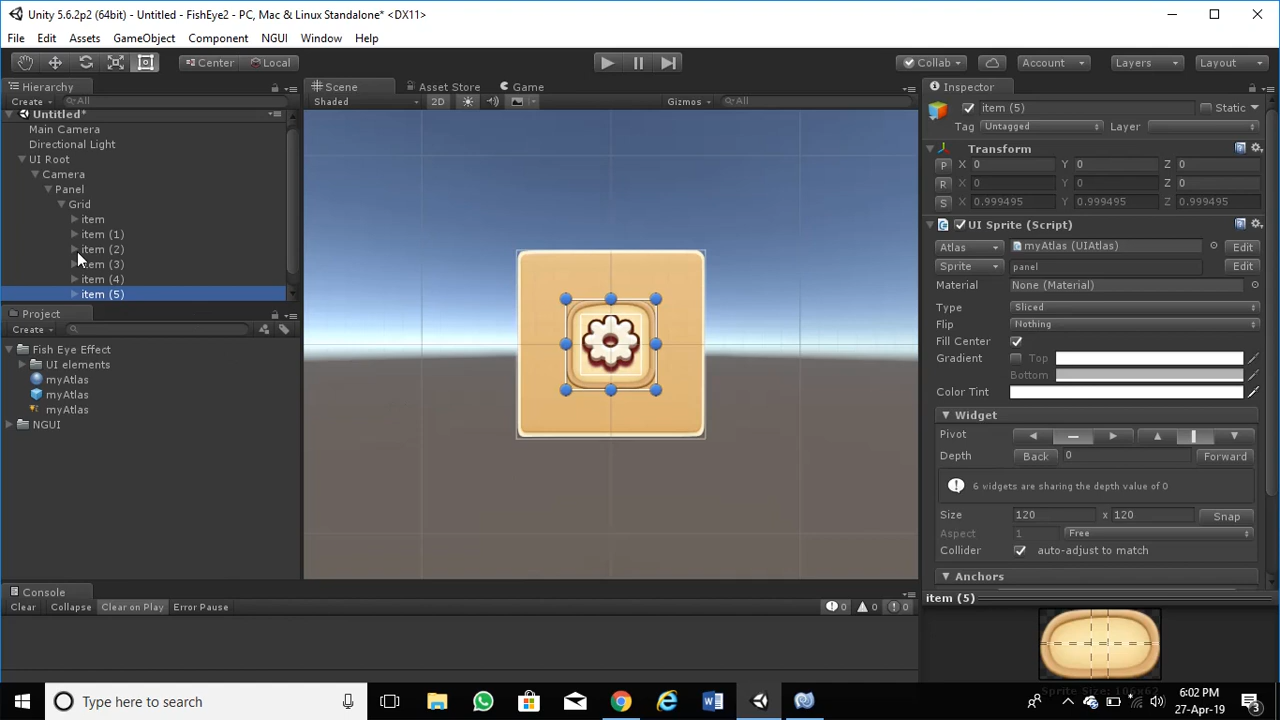 Unity 5.6.2p2 (64bit) - Untitled - FishEye2 - PC, Mac & Linux Standalone* <DX11>
File Edit Assets GameObject Component NGUI Window Help
Center Local Collab Account Layers Layout
Hierarchy Scene Asset Store Game Inspector
Create All Shaded 2D Gizmos All
item (5) Static
Untitled*
Tag Untagged Layer
Main Camera
Directional Light
Transform
UI Root
P X 0 Y 0 Z 0
Camera
R X 0 Y 0 Z 0
Panel
S X 0.999495 Y 0.999495 Z 0.999495
Grid
item
UI Sprite (Script)
item (1)
Atlas myAtlas (UIAtlas) Edit
item (2)
Sprite panel Edit
item (3)
Material None (Material)
item (4)
Type Sliced
item (5)
Flip Nothing
Project
Fill Center
Create
Gradient Top
Bottom
Color Tint
Fish Eye Effect
UI elements
myAtlas
myAtlas
myAtlas
NGUI
Widget
Pivot
Depth Back 0 Forward
6 widgets are sharing the depth value of 0
Size 120 x 120 Snap
Aspect 1 Free
Collider auto-adjust to match
Anchors
Console
Clear Collapse Clear on Play Error Pause 0 0 0
item (5)
Sprite Size: 106x62
Type here to search
6:02 PM
27-Apr-19
3